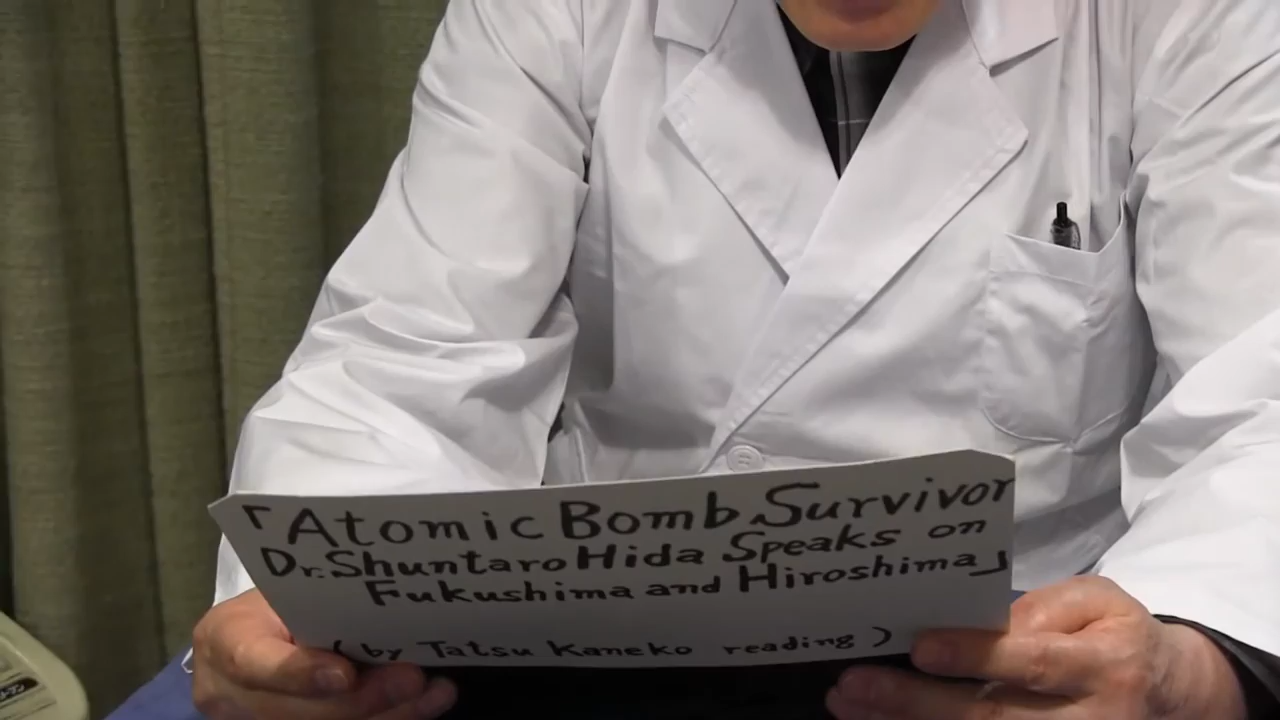 「Atomic Bomb Survivor
Dr. Shuntaro Hida Speaks on
Fukushima and Hiroshima」
(by Tatsu Kaneko reading)